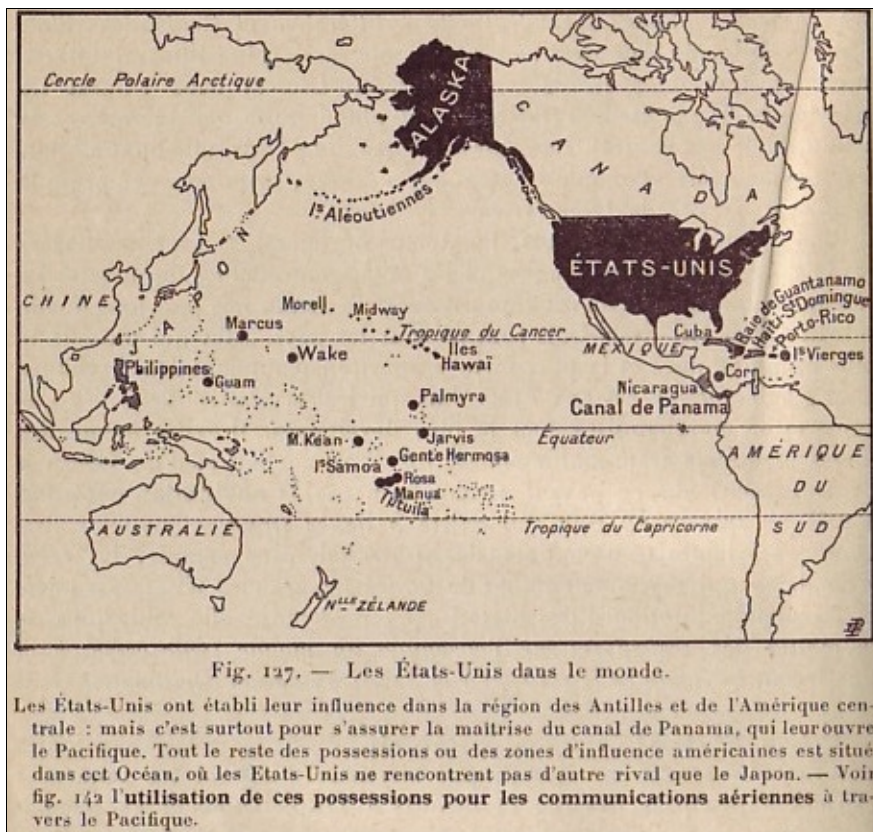 Cercle Polaire Arctique
ALASKA
CANADA
Is Aléoutiennes
ÉTATS-UNIS
CHINE
JAPON
Morell
Midway
Marcus
Tropique du Cancer
Cuba
Baie de Guantanamo
Haïti-St Domingue
Porto-Rico
Is Vierges
MEXIQUE
Wake
Iles
Hawaï
Philippines
Guam
Corn
Nicaragua
Palmyra
Canal de Panama
M. Kean
Jarvis
Équateur
Gente Hermosa
AMÉRIQUE
DU
SUD
Is Samoa
Rosa
Manua
Tutuila
AUSTRALIE
Tropique du Capricorne
Nlle ZÉLANDE
Fig. 127. — Les États-Unis dans le monde.
Les États-Unis ont établi leur influence dans la région des Antilles et de l'Amérique cen-
trale : mais c'est surtout pour s'assurer la maîtrise du canal de Panama, qui leur ouvre
le Pacifique. Tout le reste des possessions ou des zones d'influence américaines est situé
dans cet Océan, où les Etats-Unis ne rencontrent pas d'autre rival que le Japon. — Voir
fig. 142 l'utilisation de ces possessions pour les communications aériennes à tra-
vers le Pacifique.